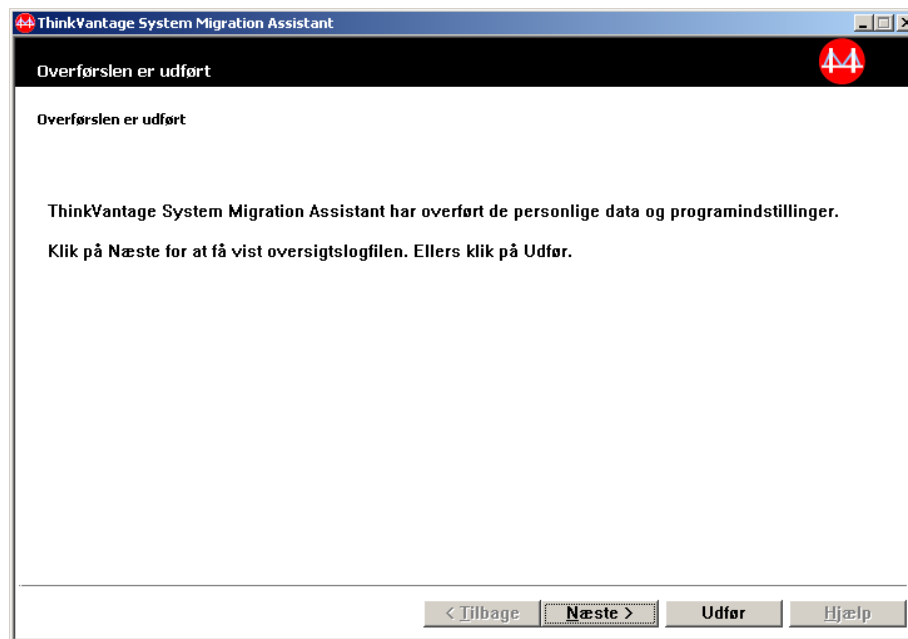 ThinkVantage System Migration Assistant
Overførslen er udført
Overførslen er udført
ThinkVantage System Migration Assistant har overført de personlige data og programindstillinger.
Klik på Næste for at få vist oversigtslogfilen. Ellers klik på Udfør.
< Tilbage
Næste >
Udfør
Hjælp